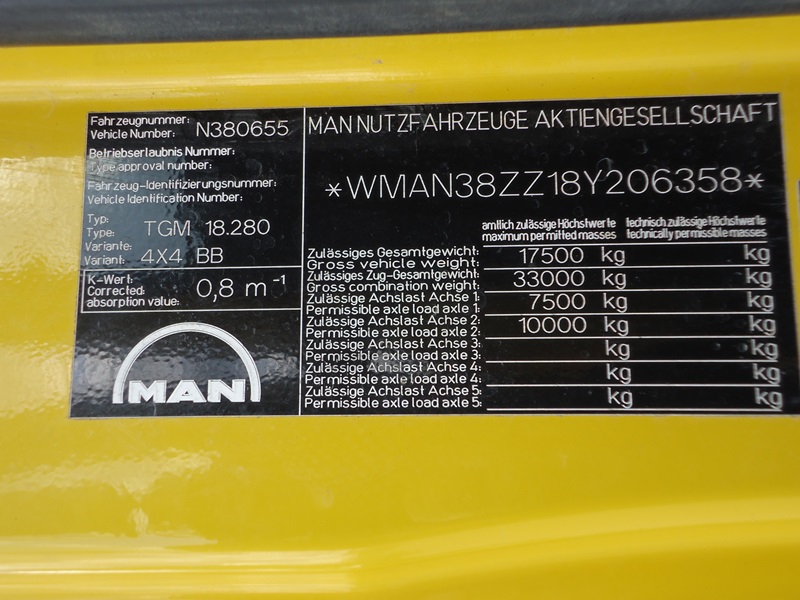 Fahrzeugnummer:
Vehicle Number: N380655
Betriebserlaubnis Nummer:
Type approval number:
Fahrzeug-Identifizierungsnummer:
Vehicle Identification Number:
Typ:
Type: TGM 18.280
Variante:
Variant: 4X4 BB
K-Wert:
Corrected
absorption value: 0,8 m⁻¹
MAN
MAN NUTZFAHRZEUGE AKTIENGESELLSCHAFT
*WMAN38ZZ18Y206358*
amtlich zulässige Höchstwerte technisch zulässige Höchstwerte
maximum permitted masses technically permissible masses
Zulässiges Gesamtgewicht:
Gross vehicle weight: 17500 kg kg
Zulässiges Zug-Gesamtgewicht:
Gross combination weight: 33000 kg kg
Zulässige Achslast Achse 1:
Permissible axle load axle 1: 7500 kg kg
Zulässige Achslast Achse 2:
Permissible axle load axle 2: 10000 kg kg
Zulässige Achslast Achse 3:
Permissible axle load axle 3: kg kg
Zulässige Achslast Achse 4:
Permissible axle load axle 4: kg kg
Zulässige Achslast Achse 5:
Permissible axle load axle 5: kg kg